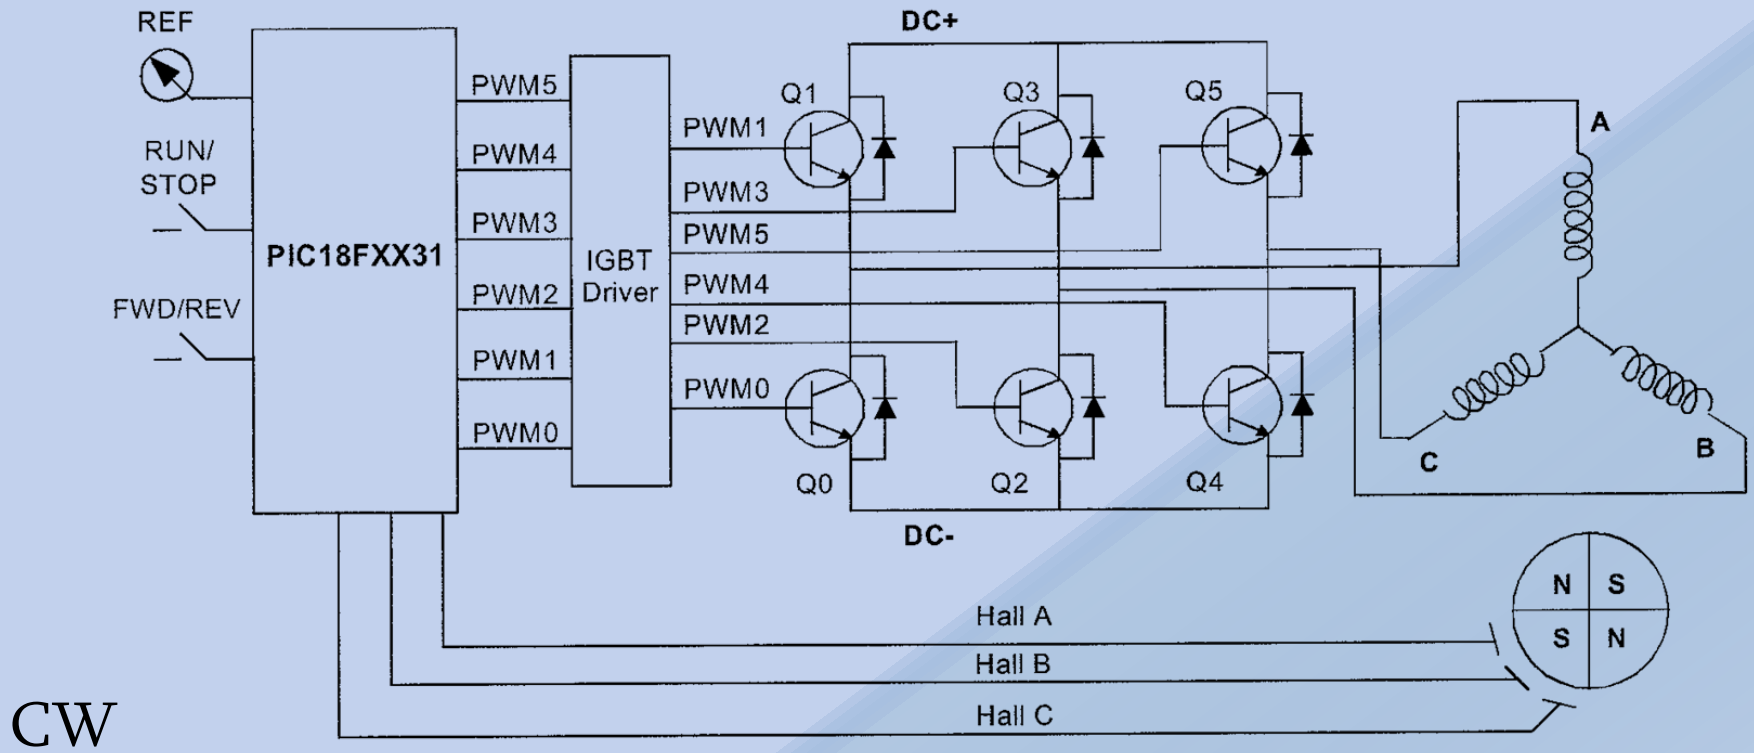 REF
DC+
RUN/
STOP
FWD/REV
PIC18FXX31
PWM5
PWM4
PWM3
PWM2
PWM1
PWM0
IGBT
Driver
PWM1
PWM3
PWM5
PWM4
PWM2
PWM0
Q1
Q3
Q5
Q0
Q2
Q4
DC-
A
C
B
N S
S N
Hall A
Hall B
Hall C
CW